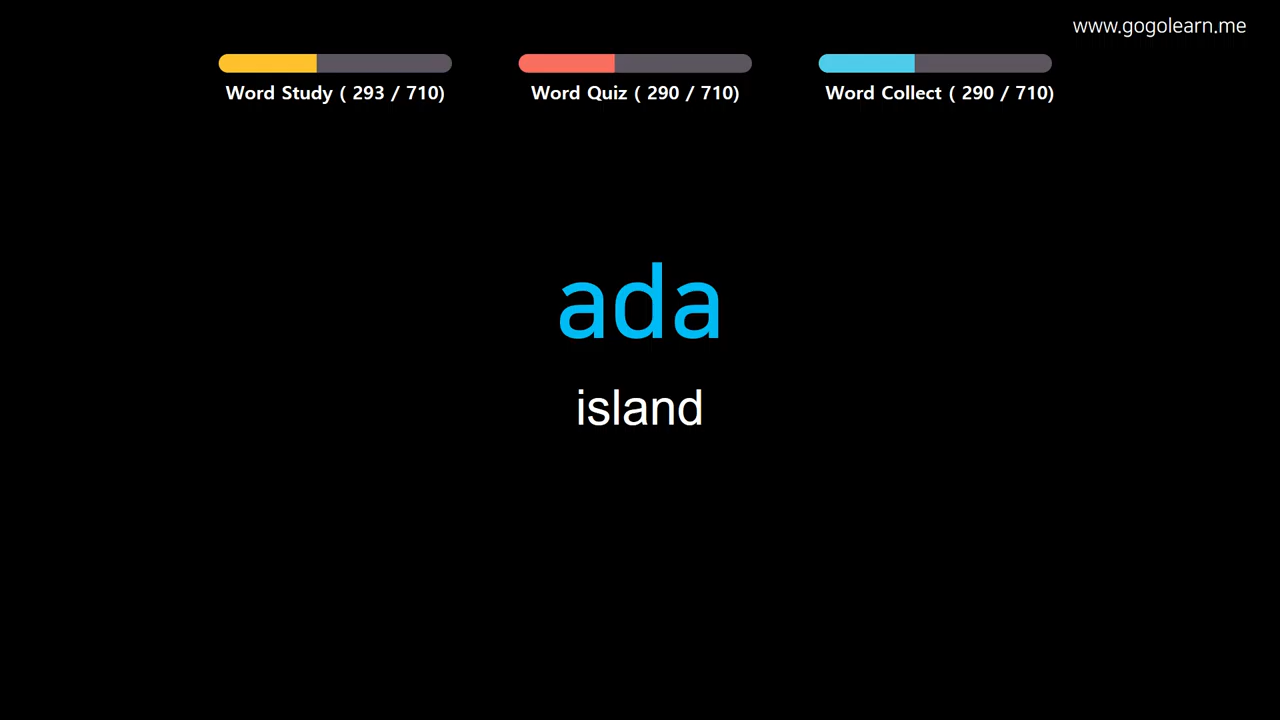 www.gogolearn.me
Word Study ( 293 / 710)
Word Quiz ( 290 / 710)
Word Collect ( 290 / 710)
ada
island